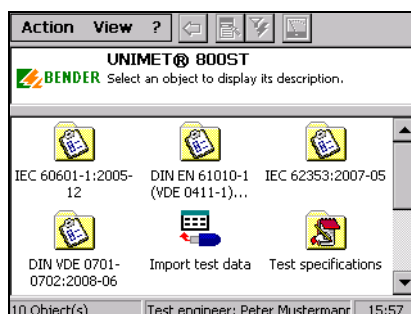 Action View ?
UNIMET® 800ST
BENDER Select an object to display its description.
IEC 60601-1:2005-
12
DIN EN 61010-1
(VDE 0411-1)...
IEC 62353:2007-05
DIN VDE 0701-
0702:2008-06
Import test data
Test specifications
10 Object(s) Test engineer: Peter Mustermann 15:57